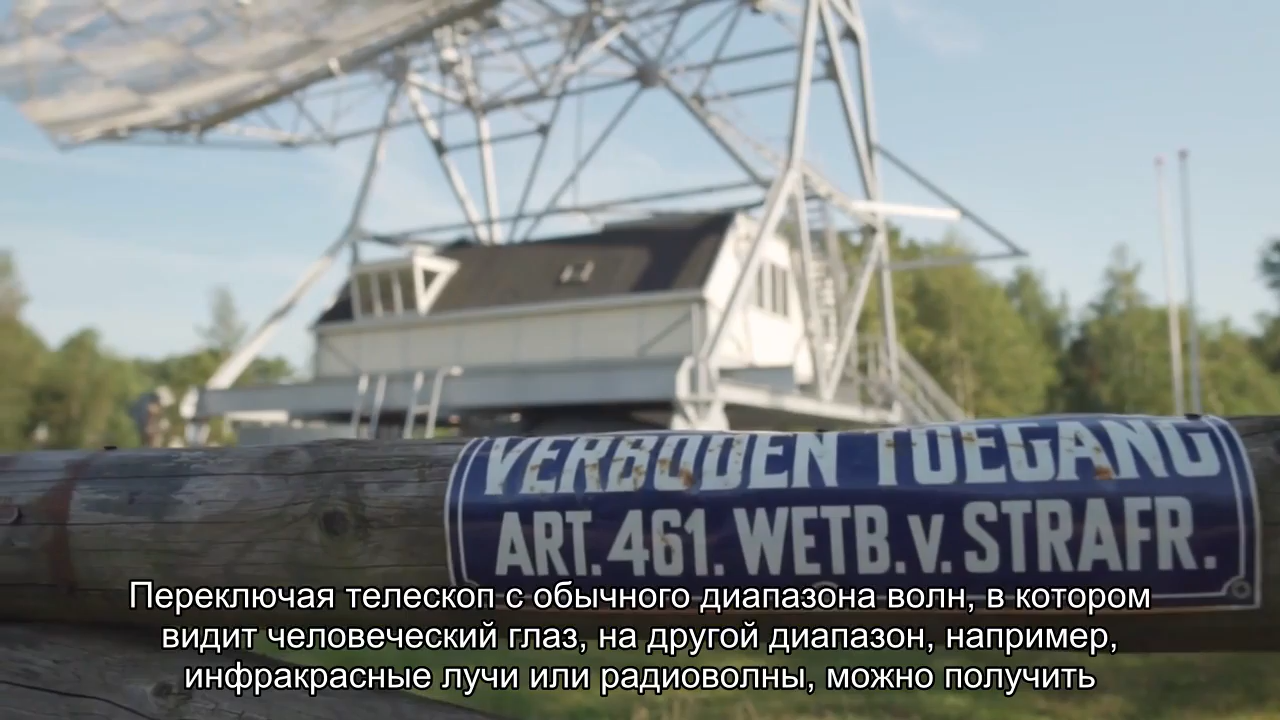 VERBODEN TOEGANG
ART. 461. WETB. v. STRAFR.
Переключая телескоп с обычного диапазона волн, в котором
видит человеческий глаз, на другой диапазон, например,
инфракрасные лучи или радиоволны, можно получить